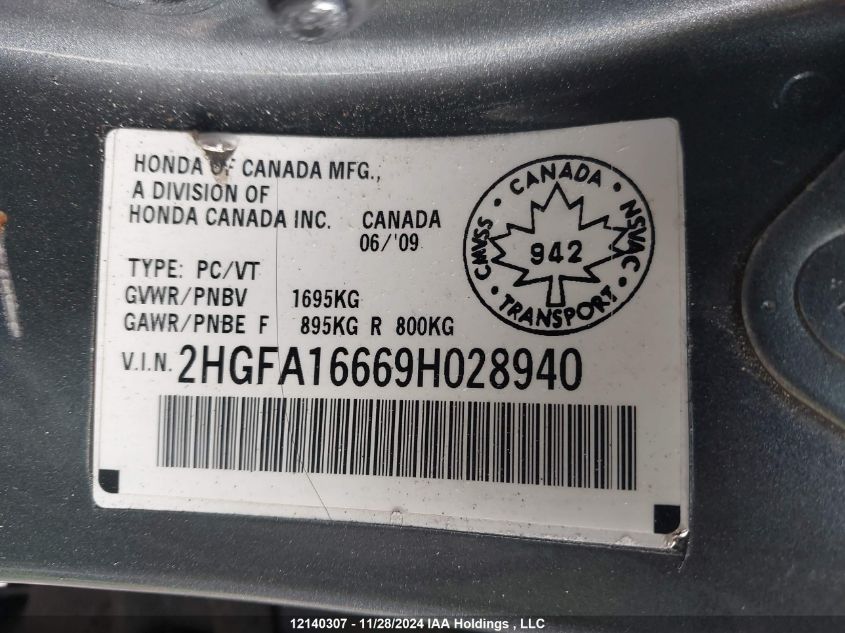 HONDA OF CANADA MFG.,
A DIVISION OF
HONDA CANADA INC. CANADA
06/'09
TYPE: PC/VT
GVWR/PNBV 1695KG
GAWR/PNBE F 895KG R 800KG
V.I.N. 2HGFA16669H028940
• CANADA •
CMVSS
NSVAC
942
• TRANSPORT •
12140307 - 11/28/2024 IAA Holdings , LLC